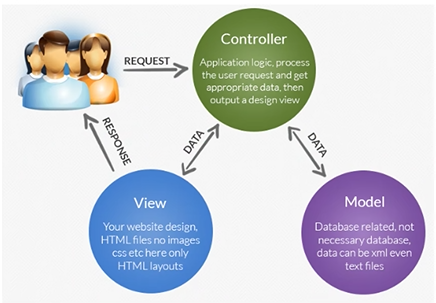 Controller
Application logic, process
the user request and get
appropriate data, then
output a design view
REQUEST
RESPONSE
DATA
DATA
View
Your website design,
HTML files no images
css etc here only
HTML layouts
Model
Database related, not
necessary database,
data can be xml even
text files